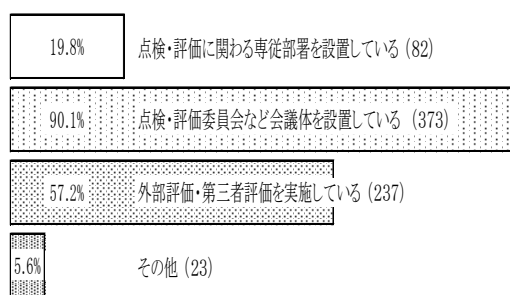 19.8% 点検・評価に関わる専従部署を設置している (82)
90.1% 点検・評価委員会など会議体を設置している (373)
57.2% 外部評価・第三者評価を実施している (237)
5.6% その他 (23)